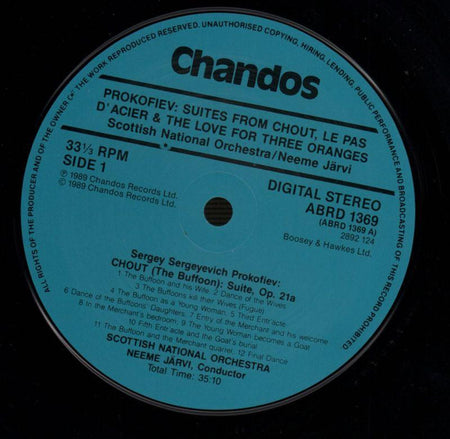 ALL RIGHTS OF THE PRODUCER AND OF THE OWNER OF THE WORK REPRODUCED RESERVED. UNAUTHORISED COPYING, HIRING, LENDING, PUBLIC PERFORMANCE AND BROADCASTING OF THIS RECORD PROHIBITED
Chandos
PROKOFIEV: SUITES FROM CHOUT, LE PAS
D'ACIER & THE LOVE FOR THREE ORANGES
Scottish National Orchestra/Neeme Järvi
33⅓ RPM
SIDE 1
℗ 1989 Chandos Records Ltd.
© 1989 Chandos Records Ltd.
DIGITAL STEREO
ABRD 1369
(ABRD 1369 A)
2892 124
Boosey & Hawkes Ltd.
Sergey Sergeyevich Prokofiev:
CHOUT (The Buffoon): Suite, Op. 21a
1 The Buffoon and his Wife 2 Dance of the Wives
3 The Buffoons kill their Wives (Fugue)
4 The Buffoon as a Young Woman 5 Third Entr'acte
6 Dance of the Buffoons' Daughters 7 Entry of the Merchant and his welcome
8 In the Merchant's bedroom 9 The Young Woman becomes a Goat
10 Fifth Entr'acte and the Goat's burial
11 The Buffoon and the Merchant quarrel 12 Final Dance
SCOTTISH NATIONAL ORCHESTRA
NEEME JÄRVI, Conductor
Total Time: 35:10